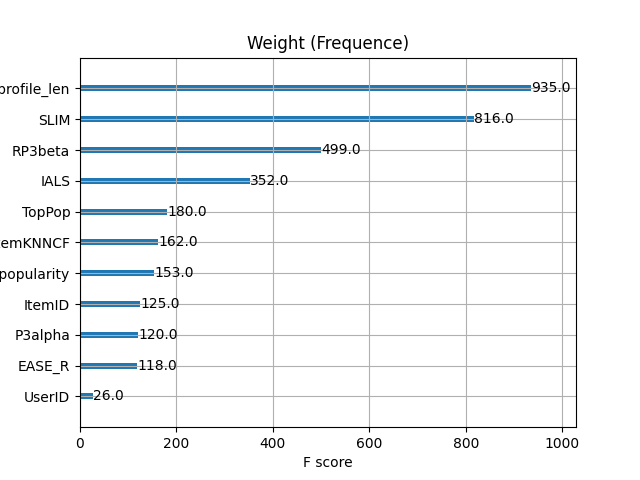 Weight (Frequence)
profile_len 935.0
SLIM 816.0
RP3beta 499.0
IALS 352.0
TopPop 180.0
emKNNCF 162.0
popularity 153.0
ItemID 125.0
P3alpha 120.0
EASE_R 118.0
UserID 26.0
0 200 400 600 800 1000
F score